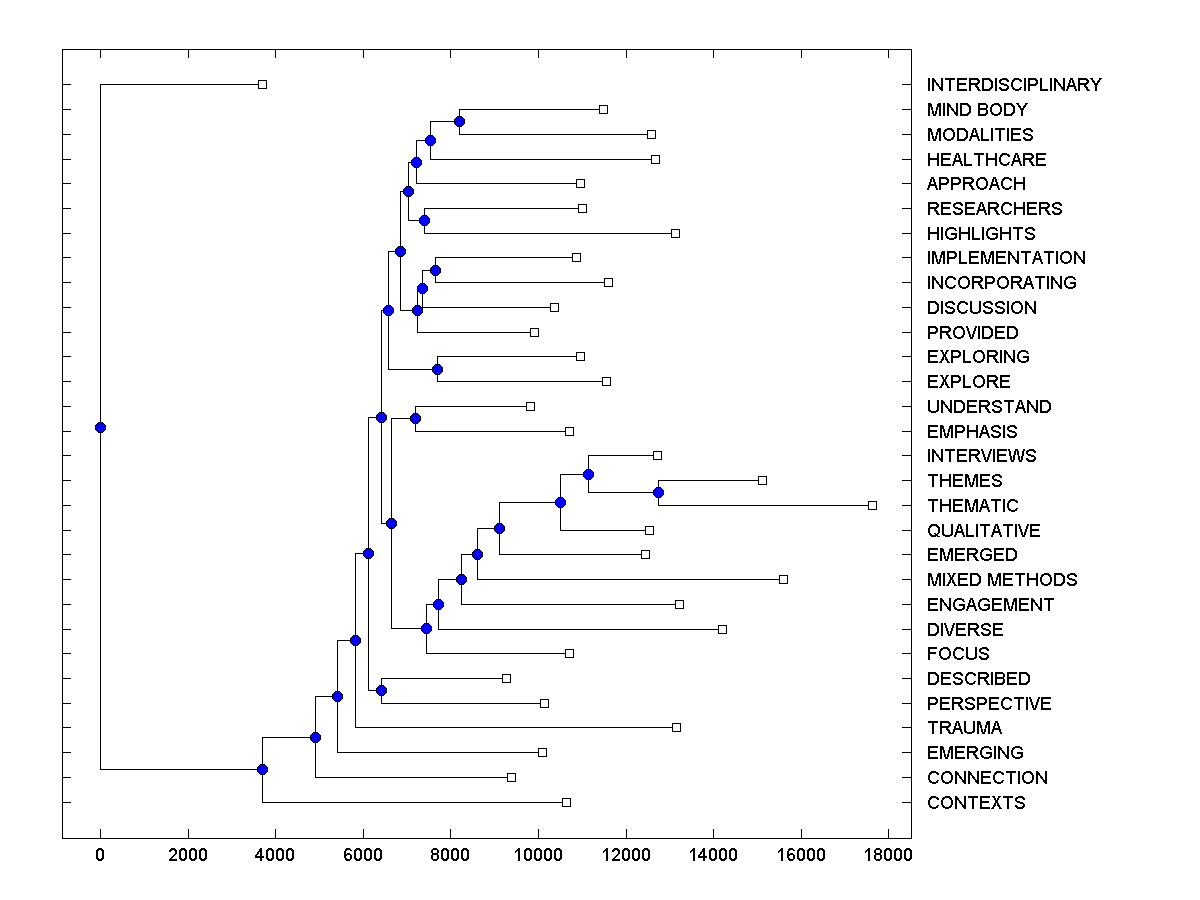 INTERDISCIPLINARY
MIND BODY
MODALITIES
HEALTHCARE
APPROACH
RESEARCHERS
HIGHLIGHTS
IMPLEMENTATION
INCORPORATING
DISCUSSION
PROVIDED
EXPLORING
EXPLORE
UNDERSTAND
EMPHASIS
INTERVIEWS
THEMES
THEMATIC
QUALITATIVE
EMERGED
MIXED METHODS
ENGAGEMENT
DIVERSE
FOCUS
DESCRIBED
PERSPECTIVE
TRAUMA
EMERGING
CONNECTION
CONTEXTS
0 2000 4000 6000 8000 10000 12000 14000 16000 18000